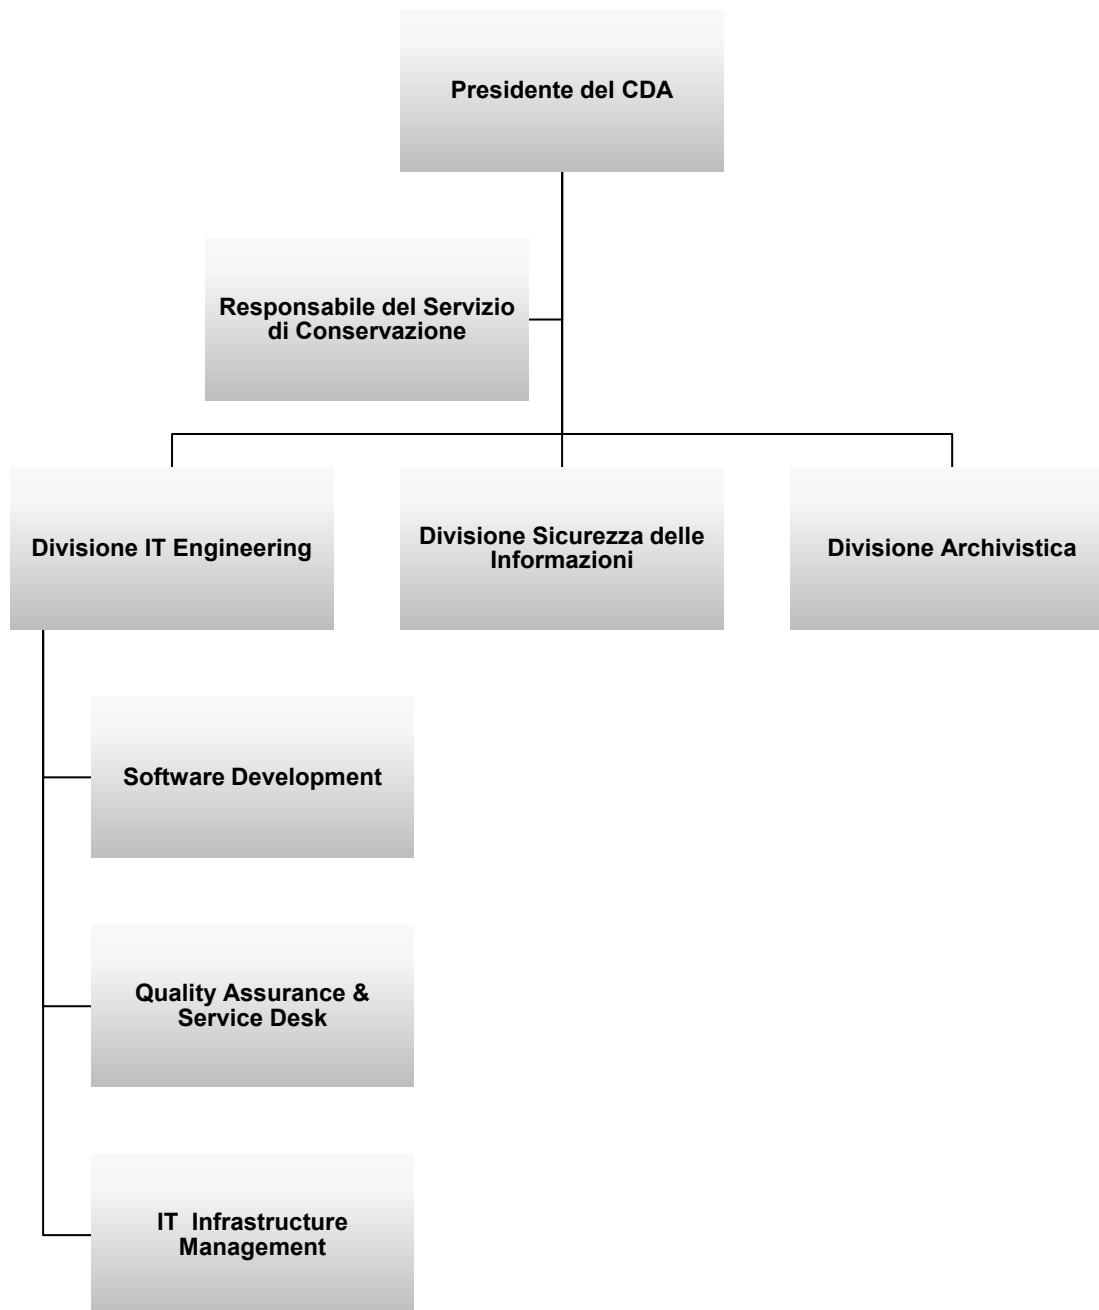 Presidente del CDA
Responsabile del Servizio
di Conservazione
Divisione IT Engineering
Divisione Sicurezza delle
Informazioni
Divisione Archivistica
Software Development
Quality Assurance &
Service Desk
IT  Infrastructure
Management